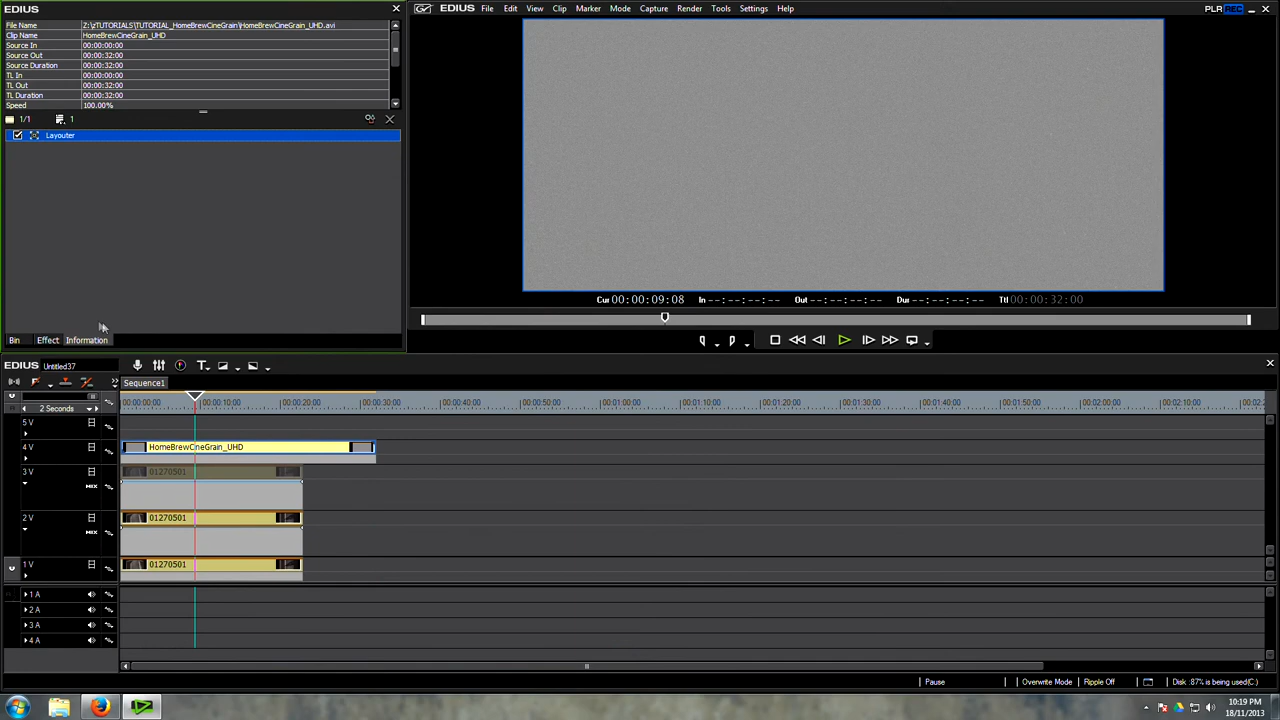 EDIUS
File Name Z:\zTUTORIALS\TUTORIAL_HomeBrewCineGrain\HomeBrewCineGrain_UHD.avi
Clip Name HomeBrewCineGrain_UHD
Source In 00:00:00:00
Source Out 00:00:32:00
Source Duration 00:00:32:00
TL In 00:00:00:00
TL Out 00:00:32:00
TL Duration 00:00:32:00
Speed 100.00%
1/1 1
Layouter
Bin Effect Information
EDIUS File Edit View Clip Marker Mode Capture Render Tools Settings Help PLR REC
Cur 00:00:09:08 In --:--:--:-- Out --:--:--:-- Dur --:--:--:-- Ttl 00:00:32:00
EDIUS Untitled37
Sequence1
2 Seconds
00:00:00:00 00:00:10:00 00:00:20:00 00:00:30:00 00:00:40:00 00:00:50:00 00:01:00:00 00:01:10:00 00:01:20:00 00:01:30:00 00:01:40:00 00:01:50:00 00:02:00:00 00:02:10:00
5 V
4 V HomeBrewCineGrain_UHD
3 V 01270501
MIX
2 V 01270501
MIX
1 V 01270501
1 A
2 A
3 A
4 A
Pause Overwrite Mode Ripple Off Disk :87% is being used(C:)
10:19 PM
18/11/2013